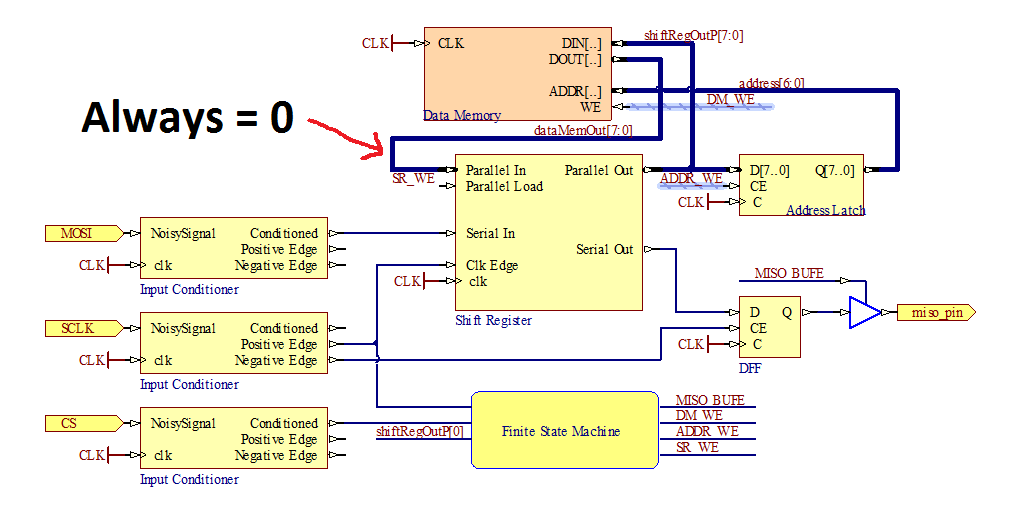 shiftRegOutP[7:0]
CLK
CLK
DIN[..]
DOUT[..]
address[6:0]
ADDR[..]
WE
DM_WE
Data Memory
Always = 0
dataMemOut[7:0]
SR_WE
Parallel In
Parallel Out
Parallel Load
ADDR_WE
D[7..0]
Q[7..0]
CE
CLK
C
Address Latch
MOSI
NoisySignal
Conditioned
Positive Edge
CLK
clk
Negative Edge
Input Conditioner
Serial In
Serial Out
Clk Edge
CLK
clk
Shift Register
MISO BUFE
D
Q
CE
CLK
C
DFF
miso_pin
SCLK
NoisySignal
Conditioned
Positive Edge
CLK
clk
Negative Edge
Input Conditioner
CS
NoisySignal
Conditioned
Positive Edge
CLK
clk
Negative Edge
Input Conditioner
shiftRegOutP[0]
Finite State Machine
MISO BUFE
DM WE
ADDR WE
SR WE